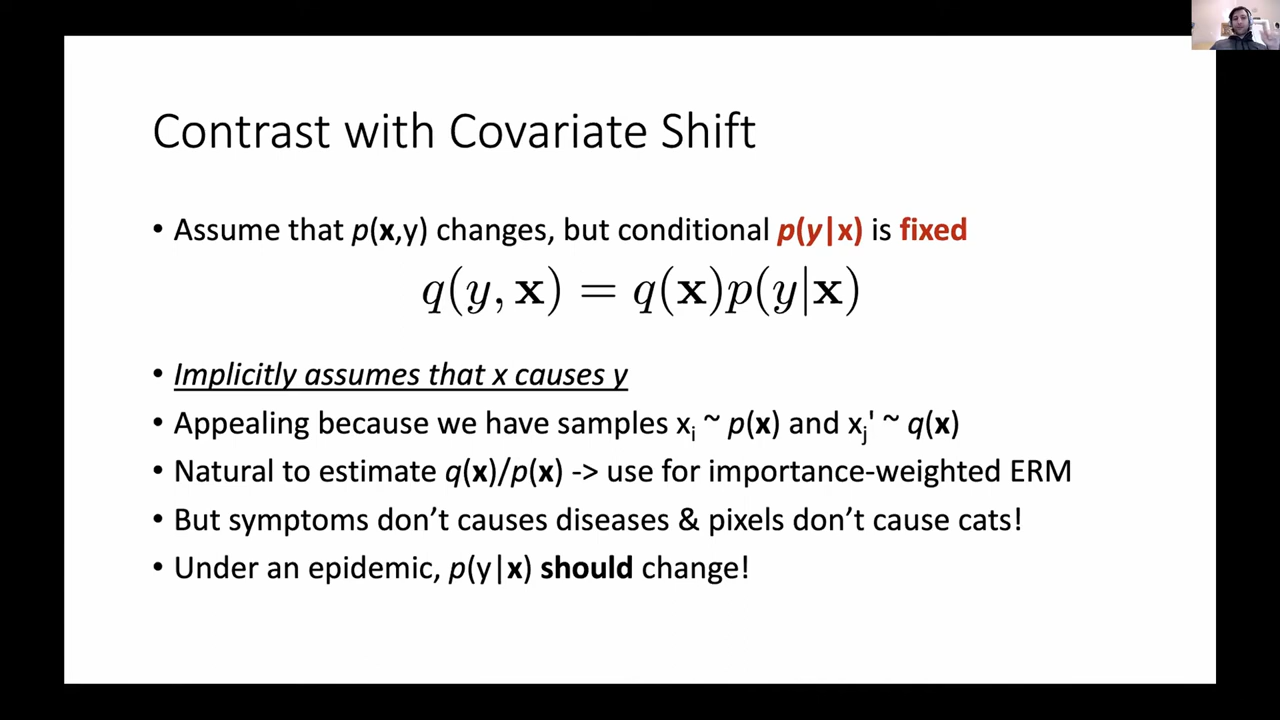 Contrast with Covariate Shift
• Assume that p(x,y) changes, but conditional p(y|x) is fixed
q(y, x) = q(x)p(y|x)
• Implicitly assumes that x causes y
• Appealing because we have samples xᵢ ~ p(x) and xⱼ' ~ q(x)
• Natural to estimate q(x)/p(x) -> use for importance-weighted ERM
• But symptoms don’t causes diseases & pixels don’t cause cats!
• Under an epidemic, p(y|x) should change!